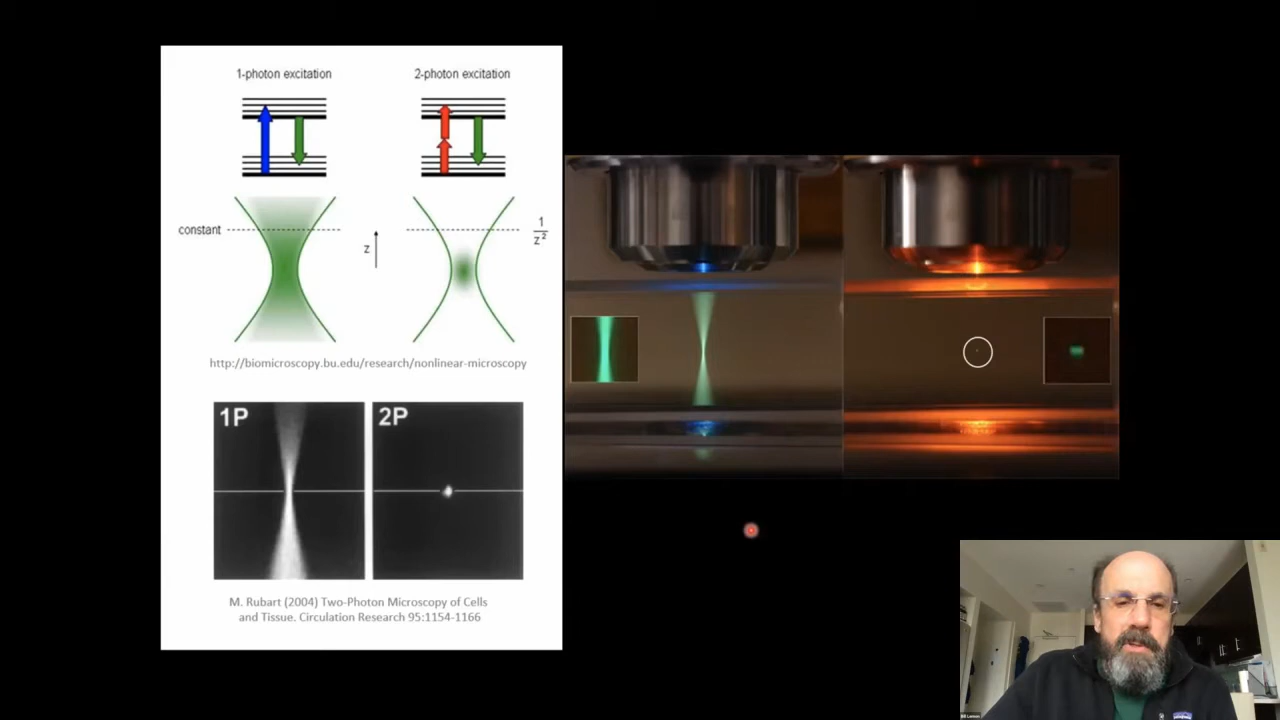 1-photon excitation
2-photon excitation
constant
z
1
z²
http://biomicroscopy.bu.edu/research/nonlinear-microscopy
1P
2P
M. Rubart (2004) Two-Photon Microscopy of Cells
and Tissue. Circulation Research 95:1154-1166